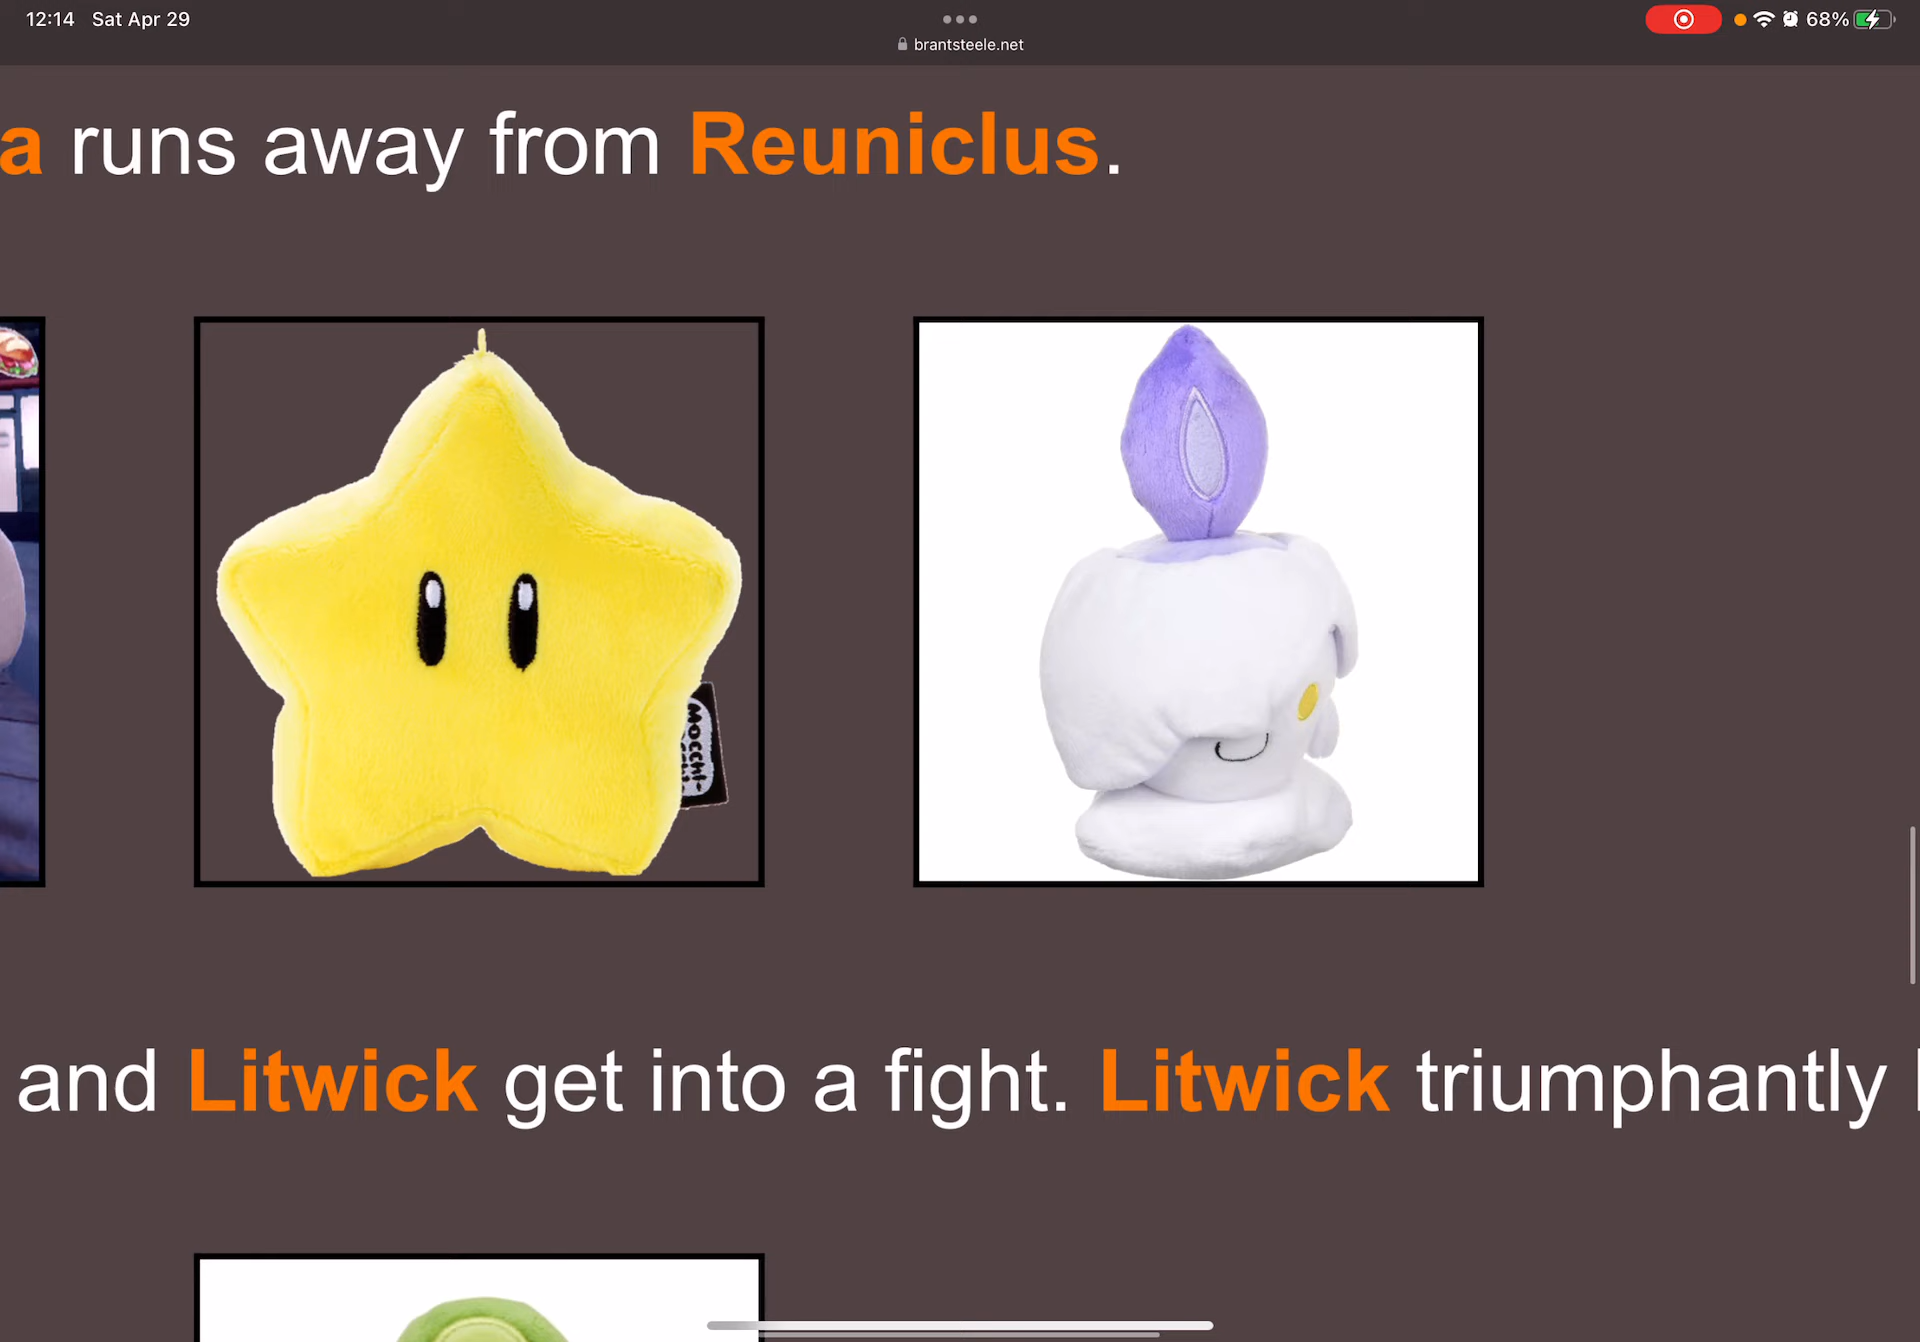 12:14 Sat Apr 29
68%
brantsteele.net
a runs away from Reuniclus.
MOCCHI-
and Litwick get into a fight. Litwick triumphantly